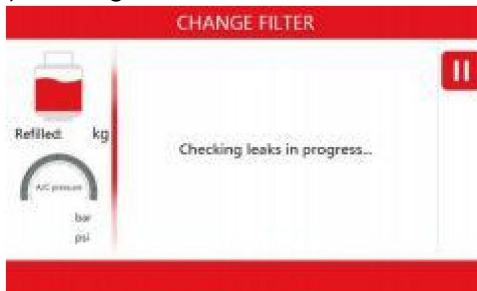 CHANGE FILTER
Refilled: kg
Checking leaks in progress...
A/C pressure
bar
psi